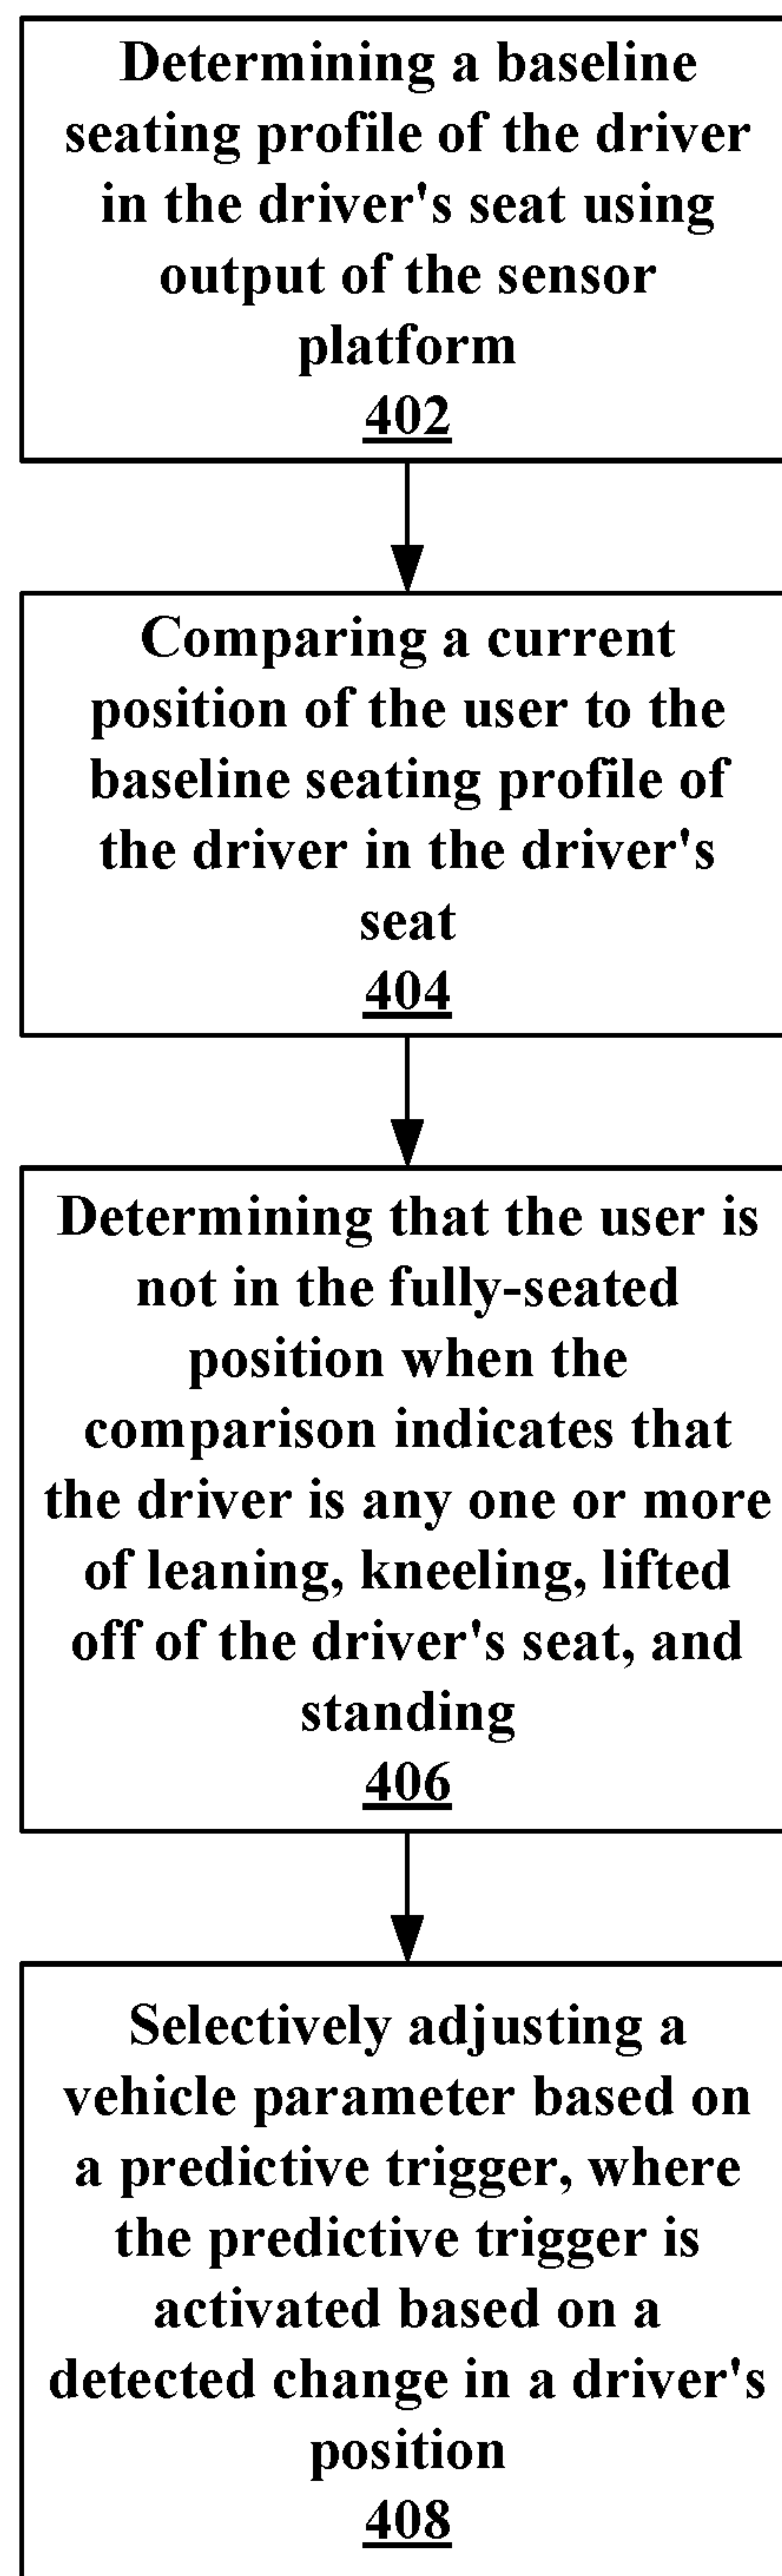 Determining a baseline
seating profile of the driver
in the driver's seat using
output of the sensor
platform
402
Comparing a current
position of the user to the
baseline seating profile of
the driver in the driver's
seat
404
Determining that the user is
not in the fully-seated
position when the
comparison indicates that
the driver is any one or more
of leaning, kneeling, lifted
off of the driver's seat, and
standing
406
Selectively adjusting a
vehicle parameter based on
a predictive trigger, where
the predictive trigger is
activated based on a
detected change in a driver's
position
408